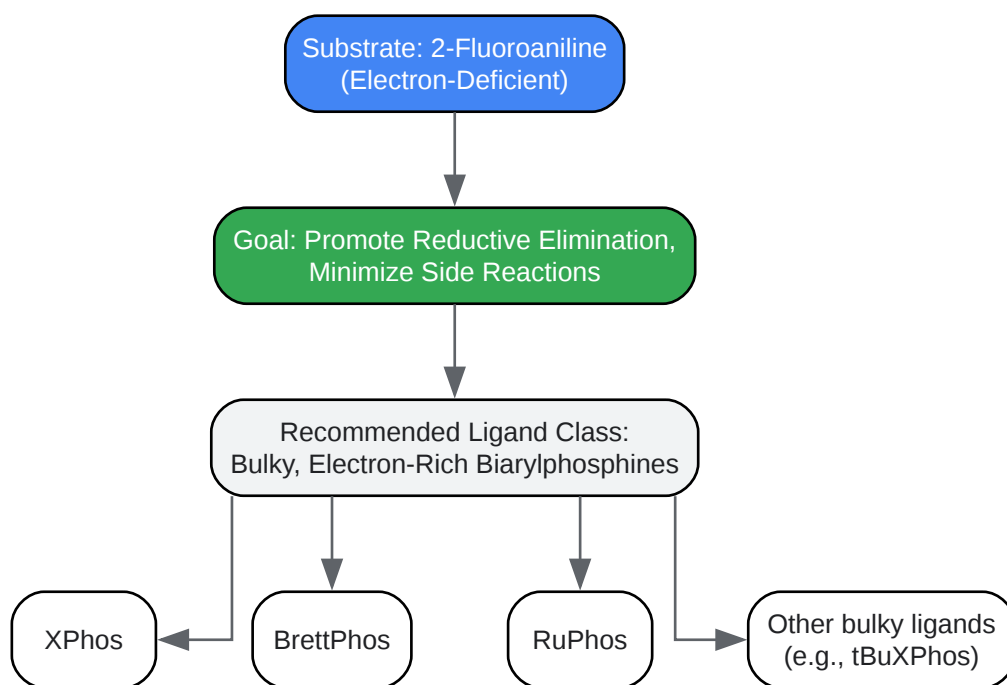 Substrate: 2-Fluoroaniline
(Electron-Deficient)
Goal: Promote Reductive Elimination,
Minimize Side Reactions
Recommended Ligand Class:
Bulky, Electron-Rich Biarylphosphines
XPhos
BrettPhos
RuPhos
Other bulky ligands
(e.g., tBuXPhos)